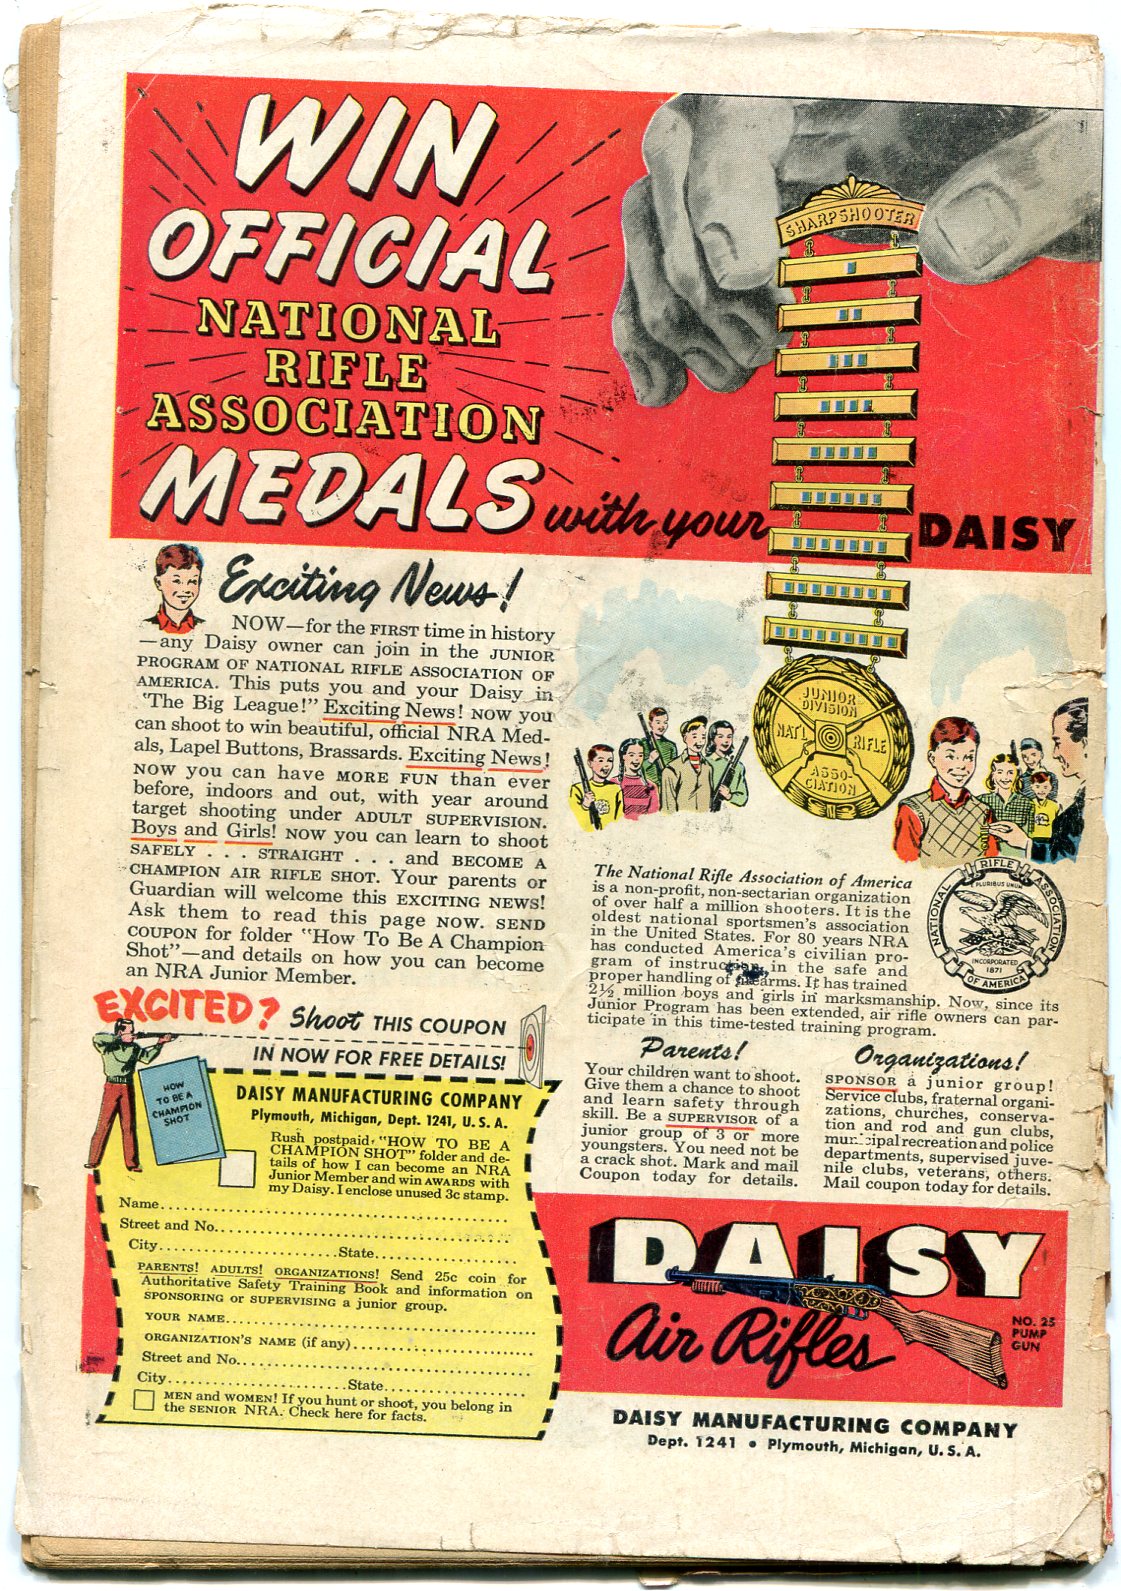 WIN
OFFICIAL
NATIONAL
RIFLE
ASSOCIATION
MEDALS with your DAISY
SHARPSHOOTER
JUNIOR
DIVISION
NAT'L RIFLE
ASSO-
CIATION
Exciting News!
NOW—for the FIRST time in history
—any Daisy owner can join in the JUNIOR
PROGRAM OF NATIONAL RIFLE ASSOCIATION OF
AMERICA. This puts you and your Daisy in
"The Big League!" Exciting News! NOW you
can shoot to win beautiful, official NRA Med-
als, Lapel Buttons, Brassards. Exciting News!
NOW you can have MORE FUN than ever
before, indoors and out, with year around
target shooting under ADULT SUPERVISION.
Boys and Girls! NOW you can learn to shoot
SAFELY . . . STRAIGHT . . . and BECOME A
CHAMPION AIR RIFLE SHOT. Your parents or
Guardian will welcome this EXCITING NEWS!
Ask them to read this page NOW. SEND
COUPON for folder "How To Be A Champion
Shot"—and details on how you can become
an NRA Junior Member.
The National Rifle Association of America
is a non-profit, non-sectarian organization
of over half a million shooters. It is the
oldest national sportsmen's association
in the United States. For 80 years NRA
has conducted America's civilian pro-
gram of instruction in the safe and
proper handling of firearms. It has trained
2½ million boys and girls in marksmanship. Now, since its
Junior Program has been extended, air rifle owners can par-
ticipate in this time-tested training program.
NATIONAL RIFLE ASSOCIATION
PLURIBUS UNUM
INCORPORATED
1871
OF AMERICA
Parents!
Your children want to shoot.
Give them a chance to shoot
and learn safety through
skill. Be a SUPERVISOR of a
junior group of 3 or more
youngsters. You need not be
a crack shot. Mark and mail
Coupon today for details.
Organizations!
SPONSOR a junior group!
Service clubs, fraternal organi-
zations, churches, conserva-
tion and rod and gun clubs,
municipal recreation and police
departments, supervised juve-
nile clubs, veterans, others.
Mail coupon today for details.
EXCITED? Shoot THIS COUPON
IN NOW FOR FREE DETAILS!
HOW
TO BE A
CHAMPION
SHOT
DAISY MANUFACTURING COMPANY
Plymouth, Michigan, Dept. 1241, U. S. A.
Rush postpaid "HOW TO BE A
CHAMPION SHOT" folder and de-
tails of how I can become an NRA
Junior Member and win AWARDS with
my Daisy. I enclose unused 3c stamp.
Name
Street and No.
City State
PARENTS! ADULTS! ORGANIZATIONS! Send 25c coin for
Authoritative Safety Training Book and information on
SPONSORING or SUPERVISING a junior group.
YOUR NAME
ORGANIZATION'S NAME (if any)
Street and No.
City State
MEN and WOMEN! If you hunt or shoot, you belong in
the SENIOR NRA. Check here for facts.
DAISY
Air Rifles
NO. 25
PUMP
GUN
DAISY MANUFACTURING COMPANY
Dept. 1241 • Plymouth, Michigan, U. S. A.